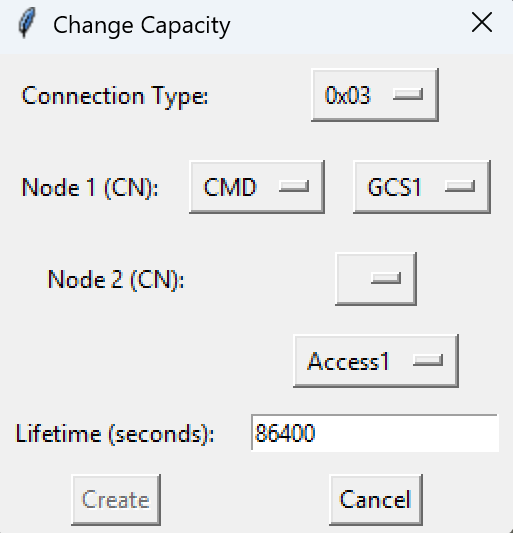 Change Capacity
Connection Type: 0x03
Node 1 (CN): CMD GCS1
Node 2 (CN):
Access1
Lifetime (seconds): 86400
Create Cancel